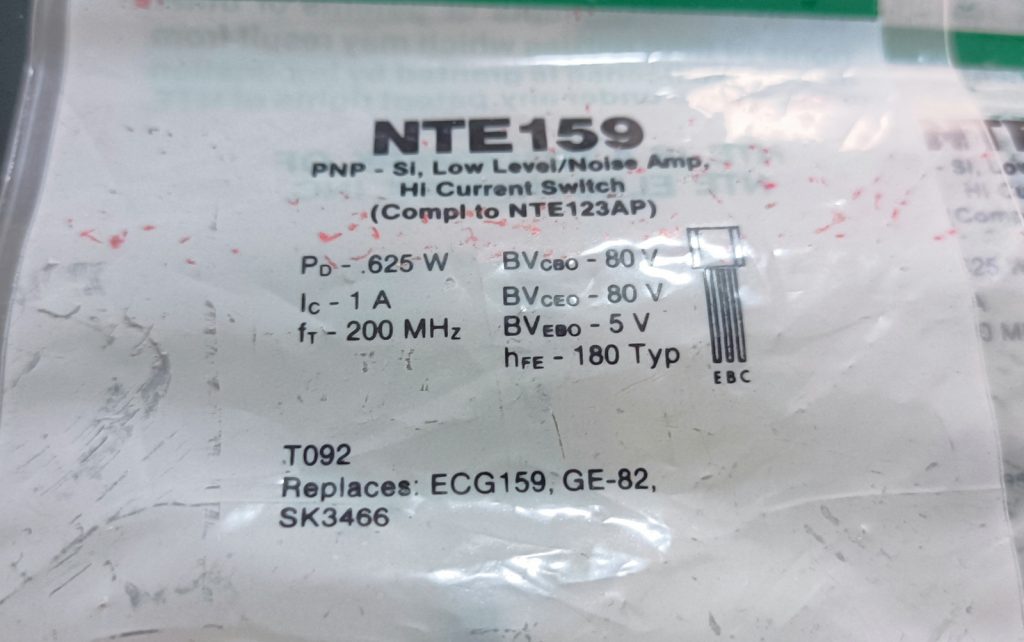 NTE159
PNP - Si, Low Level/Noise Amp,
Hi Current Switch
(Compl to NTE123AP)
PD - .625 W
IC - 1 A
fT - 200 MHz
BVCBO - 80 V
BVCEO - 80 V
BVEBO - 5 V
hFE - 180 Typ
E B C
T092
Replaces: ECG159, GE-82,
SK3466